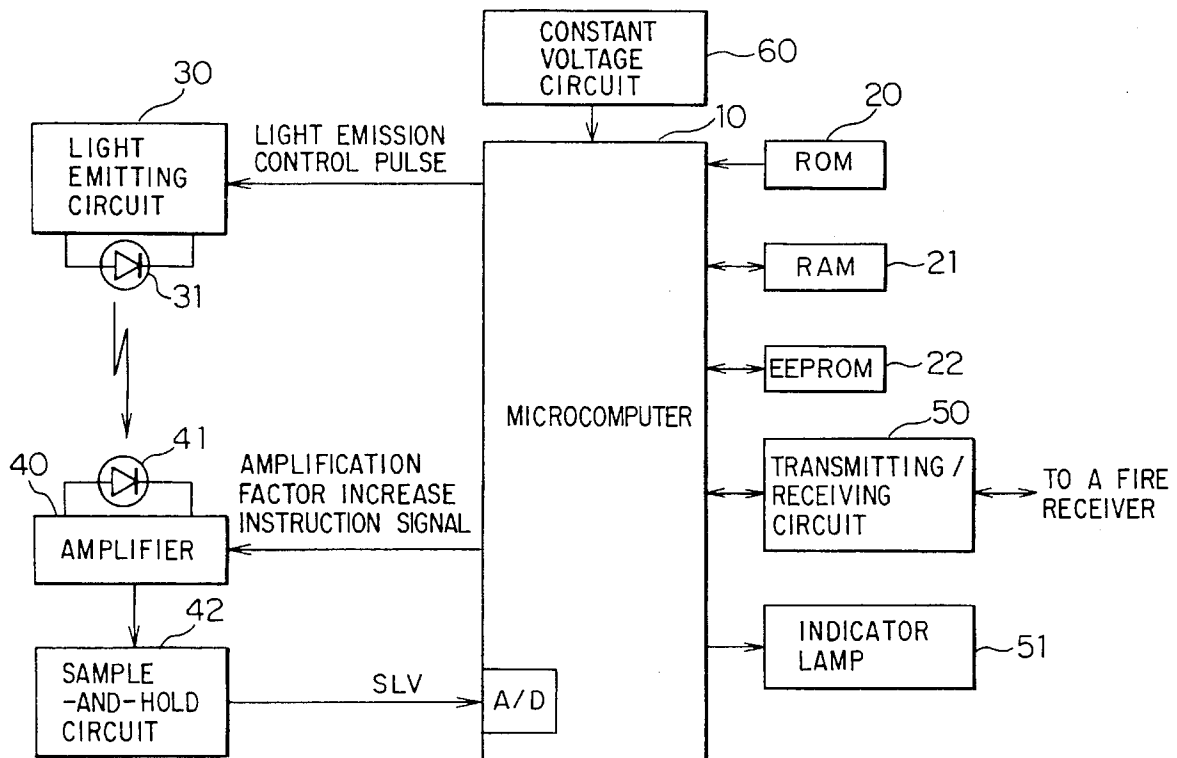 CONSTANT
VOLTAGE
CIRCUIT
60
30
10
20
LIGHT
EMITTING
CIRCUIT
LIGHT EMISSION
CONTROL PULSE
ROM
31
RAM
21
EEPROM
22
MICROCOMPUTER
50
41
40
AMPLIFICATION
FACTOR INCREASE
INSTRUCTION SIGNAL
TRANSMITTING /
RECEIVING
CIRCUIT
TO A FIRE
RECEIVER
AMPLIFIER
42
INDICATOR
LAMP
51
SAMPLE
-AND-HOLD
CIRCUIT
SLV
A/D